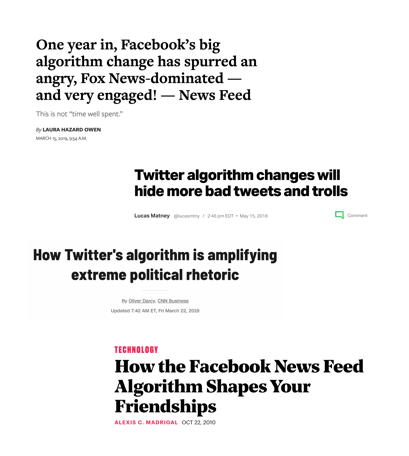 One year in, Facebook's big
algorithm change has spurred an
angry, Fox News-dominated —
and very engaged! — News Feed
This is not "time well spent."
By LAURA HAZARD OWEN
MARCH 15, 2019, 9:54 A.M.
Twitter algorithm changes will
hide more bad tweets and trolls
Lucas Matney @lucasmtny / 2:46 pm EDT • May 15, 2018 Comment
How Twitter's algorithm is amplifying
extreme political rhetoric
By Oliver Darcy, CNN Business
Updated 7:42 AM ET, Fri March 22, 2019
TECHNOLOGY
How the Facebook News Feed
Algorithm Shapes Your
Friendships
ALEXIS C. MADRIGAL OCT 22, 2010